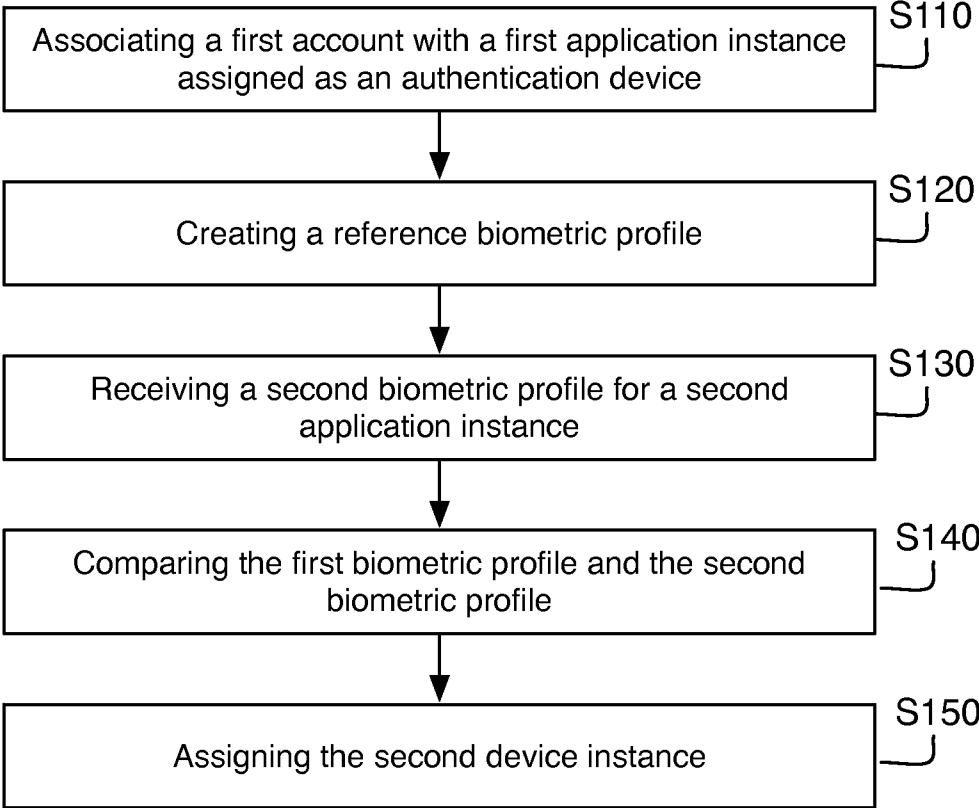 S110
Associating a first account with a first application instance
assigned as an authentication device
S120
Creating a reference biometric profile
S130
Receiving a second biometric profile for a second
application instance
S140
Comparing the first biometric profile and the second
biometric profile
S150
Assigning the second device instance